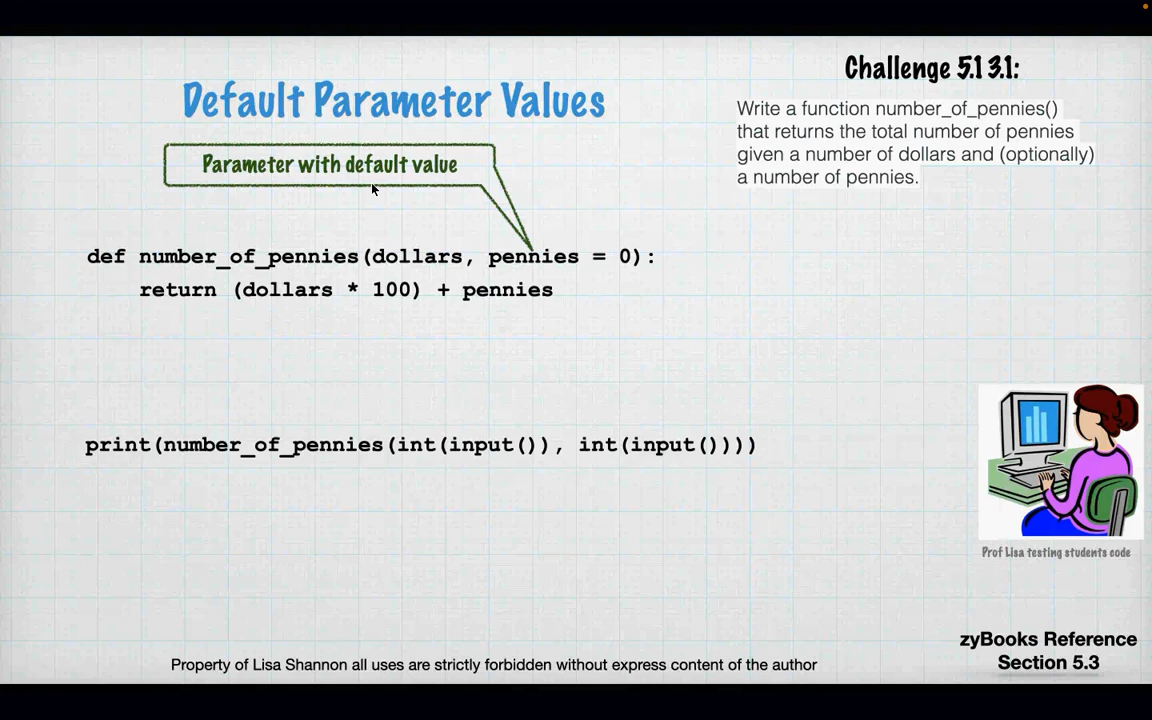 Default Parameter Values
Parameter with default value
def number_of_pennies(dollars, pennies = 0):
return (dollars * 100) + pennies
print(number_of_pennies(int(input()), int(input())))
Challenge 5.1 3.1:
Write a function number_of_pennies()
that returns the total number of pennies
given a number of dollars and (optionally)
a number of pennies.
Prof Lisa testing students code
zyBooks Reference
Section 5.3
Property of Lisa Shannon all uses are strictly forbidden without express content of the author